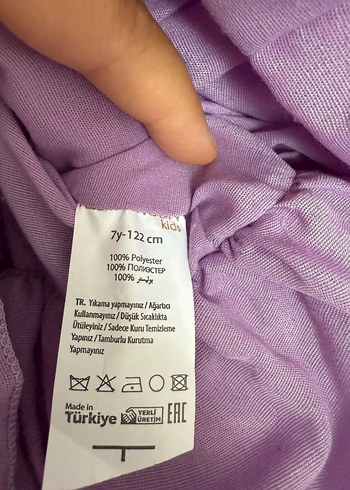 kids
7y-122 cm
100% Polyester
100% ПОЛИЭСТЕР
100% بوليستر
TR. Yıkama yapmayınız / Ağartıcı
Kullanmayınız / Düşük Sıcaklıkta
Ütüleyiniz / Sadece Kuru Temizleme
Yapınız / Tamburlu Kurutma
Yapmayınız
Made in
Türkiye
YERLİ
ÜRETİM
EAC